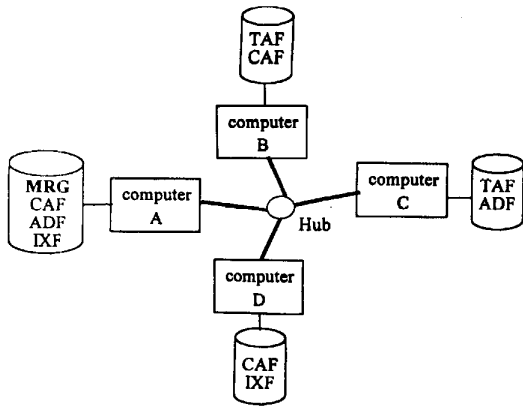 TAF
CAF
computer
B
MRG
CAF
ADF
IXF
computer
A
computer
C
TAF
ADF
Hub
computer
D
CAF
IXF